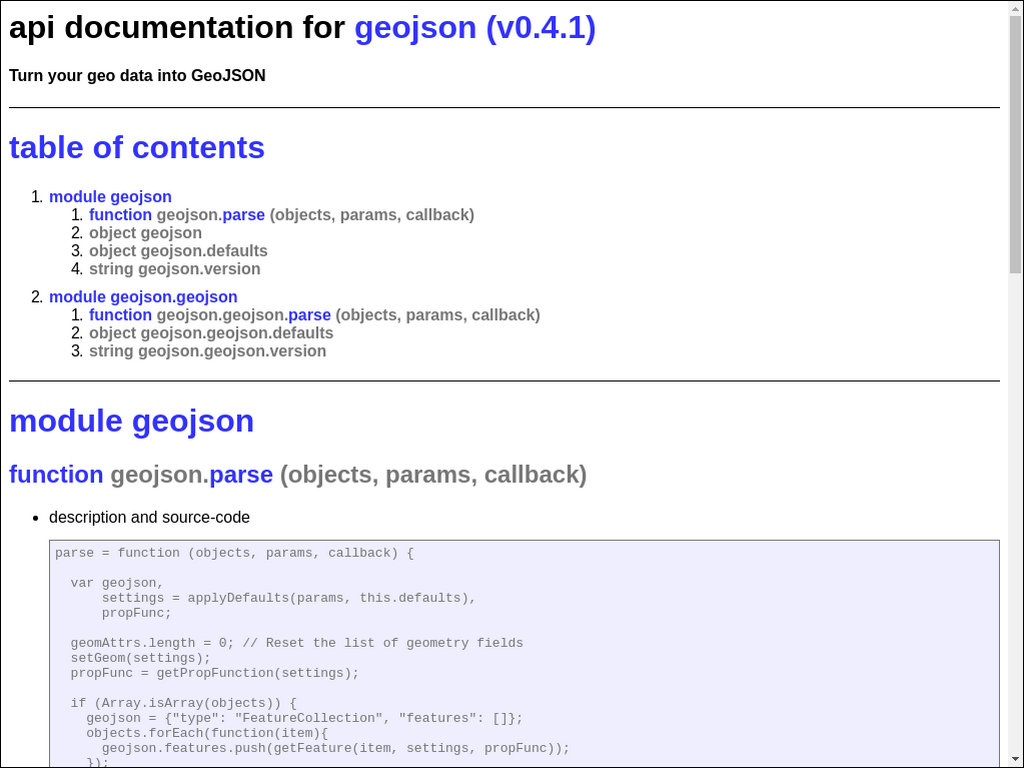 api documentation for geojson (v0.4.1)
Turn your geo data into GeoJSON
table of contents
1. module geojson
1. function geojson.parse (objects, params, callback)
2. object geojson
3. object geojson.defaults
4. string geojson.version
2. module geojson.geojson
1. function geojson.geojson.parse (objects, params, callback)
2. object geojson.geojson.defaults
3. string geojson.geojson.version
module geojson
function geojson.parse (objects, params, callback)
• description and source-code
parse = function (objects, params, callback) {
var geojson,
settings = applyDefaults(params, this.defaults),
propFunc;
geomAttrs.length = 0; // Reset the list of geometry fields
setGeom(settings);
propFunc = getPropFunction(settings);
if (Array.isArray(objects)) {
geojson = {"type": "FeatureCollection", "features": []};
objects.forEach(function(item){
geojson.features.push(getFeature(item, settings, propFunc));
});